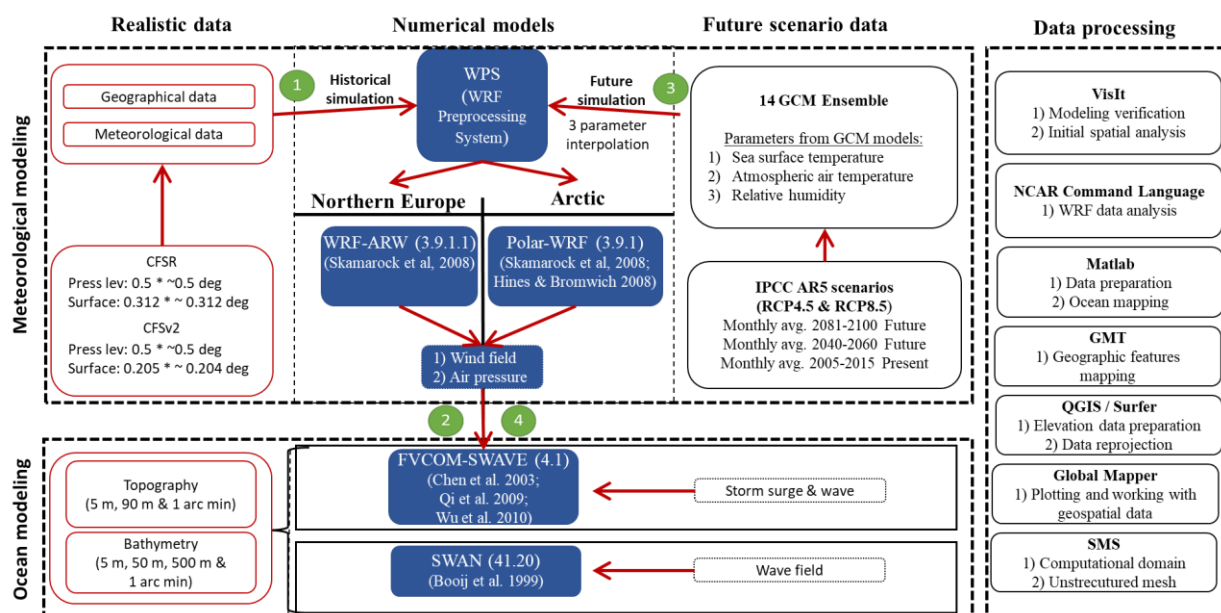 Realistic data
Numerical models
Future scenario data
Data processing
Meteorological modeling
Geographical data
Meteorological data
CFSR
Press lev: 0.5 * ~0.5 deg
Surface: 0.312 * ~ 0.312 deg
CFSv2
Press lev: 0.5 * ~0.5 deg
Surface: 0.205 * ~ 0.204 deg
1
Historical
simulation
WPS
(WRF
Preprocessing
System)
Future
simulation
3
3 parameter
interpolation
Northern Europe
Arctic
WRF-ARW (3.9.1.1)
(Skamarock et al, 2008)
Polar-WRF (3.9.1)
(Skamarock et al, 2008;
Hines & Bromwich 2008)
1) Wind field
2) Air pressure
2
4
14 GCM Ensemble
Parameters from GCM models:
1) Sea surface temperature
2) Atmospheric air temperature
3) Relative humidity
IPCC AR5 scenarios
(RCP4.5 & RCP8.5)
Monthly avg. 2081-2100 Future
Monthly avg. 2040-2060 Future
Monthly avg. 2005-2015 Present
Ocean modeling
Topography
(5 m, 90 m & 1 arc min)
Bathymetry
(5 m, 50 m, 500 m &
1 arc min)
FVCOM-SWAVE (4.1)
(Chen et al. 2003;
Qi et al. 2009;
Wu et al. 2010)
Storm surge & wave
SWAN (41.20)
(Booij et al. 1999)
Wave field
VisIt
1) Modeling verification
2) Initial spatial analysis
NCAR Command Language
1) WRF data analysis
Matlab
1) Data preparation
2) Ocean mapping
GMT
1) Geographic features
mapping
QGIS / Surfer
1) Elevation data preparation
2) Data reprojection
Global Mapper
1) Plotting and working with
geospatial data
SMS
1) Computational domain
2) Unstrecutured mesh